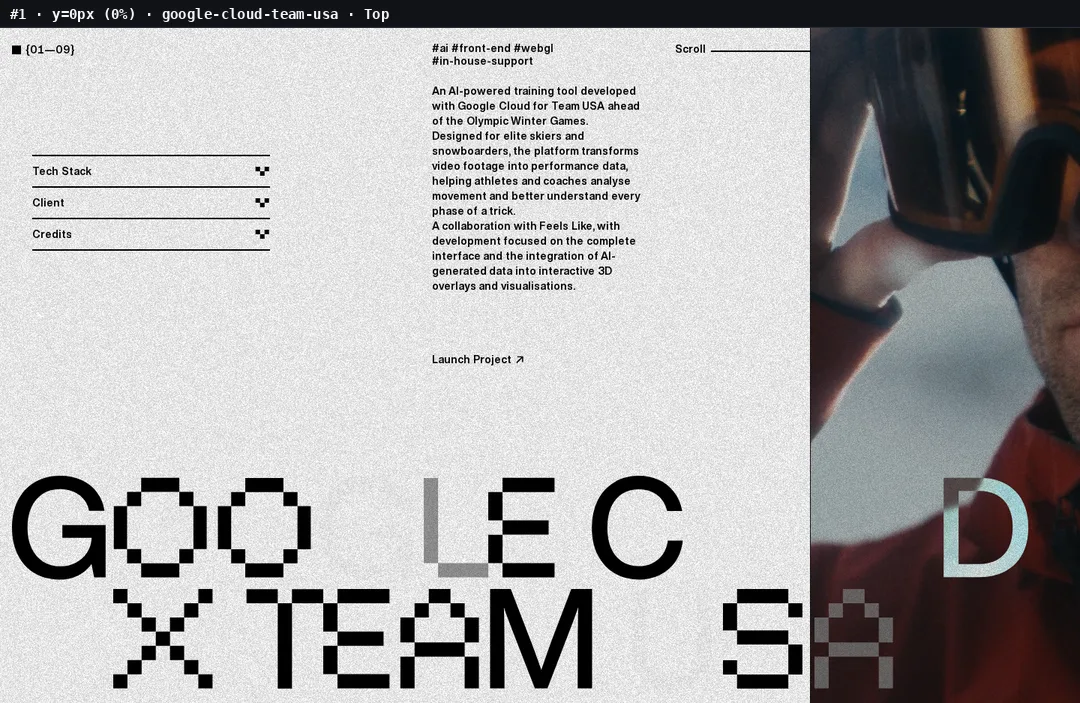 #1 · y=0px (0%) · google-cloud-team-usa · Top
{01—09}
#ai #front-end #webgl
#in-house-support
Scroll
An AI-powered training tool developed
with Google Cloud for Team USA ahead
of the Olympic Winter Games.
Designed for elite skiers and
snowboarders, the platform transforms
video footage into performance data,
helping athletes and coaches analyse
movement and better understand every
phase of a trick.
A collaboration with Feels Like, with
development focused on the complete
interface and the integration of AI-
generated data into interactive 3D
overlays and visualisations.
Tech Stack
Client
Credits
Launch Project ↗
GOO LE C D
X TEAM SA